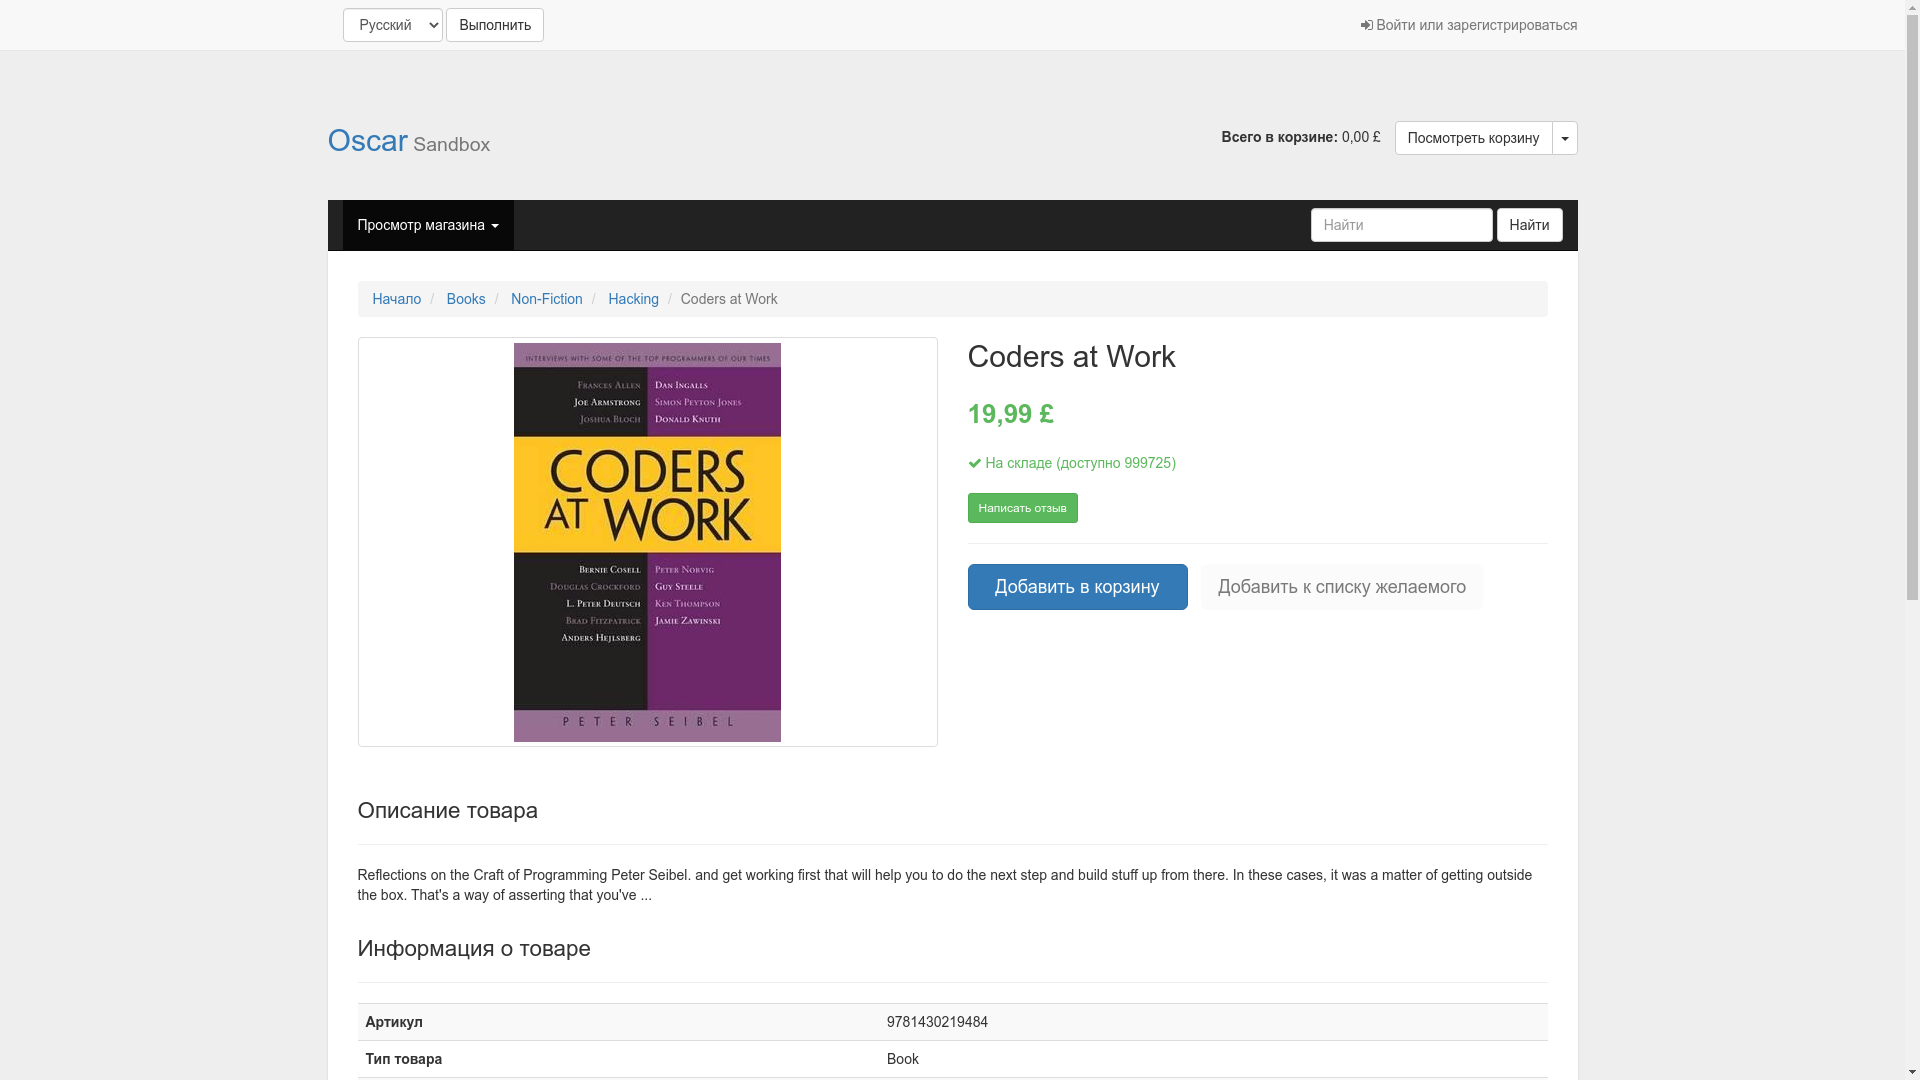 Русский
Выполнить
Войти или зарегистрироваться
Oscar Sandbox
Всего в корзине: 0,00 £
Посмотреть корзину
Просмотр магазина
Найти
Найти
Начало / Books / Non-Fiction / Hacking / Coders at Work
INTERVIEWS WITH SOME OF THE TOP PROGRAMMERS OF OUR TIMES
FRANCES ALLEN
JOE ARMSTRONG
JOSHUA BLOCH
DAN INGALLS
SIMON PEYTON JONES
DONALD KNUTH
CODERS
AT WORK
BERNIE COSELL
DOUGLAS CROCKFORD
L. PETER DEUTSCH
BRAD FITZPATRICK
ANDERS HEJLSBERG
PETER NORVIG
GUY STEELE
KEN THOMPSON
JAMIE ZAWINSKI
PETER SEIBEL
Coders at Work
19,99 £
На складе (доступно 999725)
Написать отзыв
Добавить в корзину
Добавить к списку желаемого
Описание товара
Reflections on the Craft of Programming Peter Seibel. and get working first that will help you to do the next step and build stuff up from there. In these cases, it was a matter of getting outside
the box. That's a way of asserting that you've ...
Информация о товаре
Артикул 9781430219484
Тип товара Book